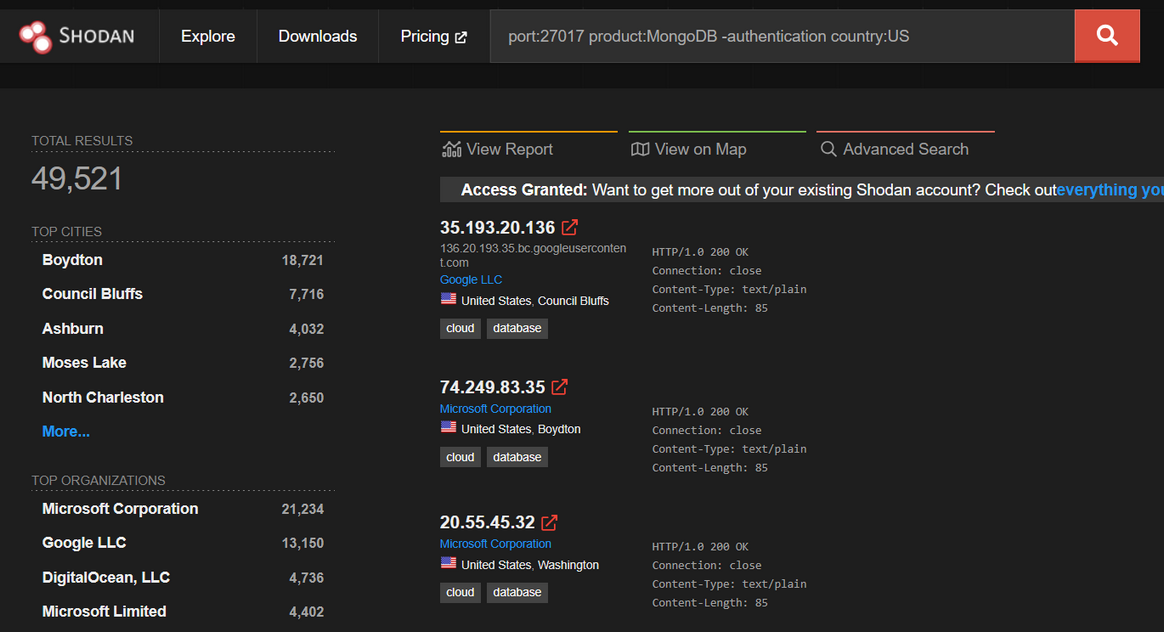 SHODAN
Explore
Downloads
Pricing
port:27017 product:MongoDB -authentication country:US
TOTAL RESULTS
49,521
TOP CITIES
Boydton 18,721
Council Bluffs 7,716
Ashburn 4,032
Moses Lake 2,756
North Charleston 2,650
More...
TOP ORGANIZATIONS
Microsoft Corporation 21,234
Google LLC 13,150
DigitalOcean, LLC 4,736
Microsoft Limited 4,402
View Report
View on Map
Advanced Search
Access Granted: Want to get more out of your existing Shodan account? Check outeverything you
35.193.20.136
136.20.193.35.bc.googleuserconten
t.com
Google LLC
United States, Council Bluffs
cloud
database
HTTP/1.0 200 OK
Connection: close
Content-Type: text/plain
Content-Length: 85
74.249.83.35
Microsoft Corporation
United States, Boydton
cloud
database
HTTP/1.0 200 OK
Connection: close
Content-Type: text/plain
Content-Length: 85
20.55.45.32
Microsoft Corporation
United States, Washington
cloud
database
HTTP/1.0 200 OK
Connection: close
Content-Type: text/plain
Content-Length: 85